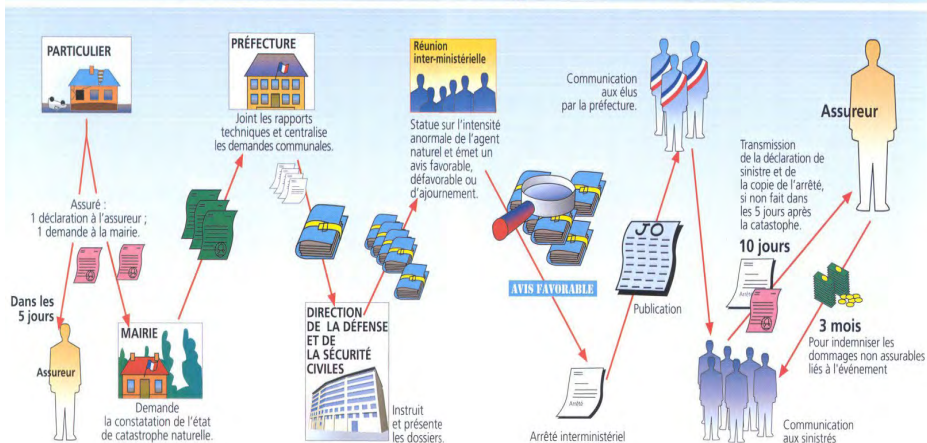 PARTICULIER
Assuré :
1 déclaration à l'assureur ;
1 demande à la mairie.
Dans les
5 jours
Assureur
MAIRIE
Demande
la constatation de l'état
de catastrophe naturelle.
PRÉFECTURE
Joint les rapports
techniques et centralise
les demandes communales.
DIRECTION
DE LA DÉFENSE
ET DE
LA SÉCURITÉ
CIVILES
Instruit
et présente
les dossiers.
Réunion
inter-ministérielle
Statue sur l'intensité
anormale de l'agent
naturel et émet un
avis favorable,
défavorable ou
d'ajournement.
AVIS FAVORABLE
Arrêté
Arrêté interministériel
JO
Publication
Communication
aux élus
par la préfecture.
Communication
aux sinistrés
Transmission
de la déclaration de
sinistre et de
la copie de l'arrêté,
si non fait dans
les 5 jours après
la catastophe.
10 jours
Arrêté
Assureur
3 mois
Pour indemniser les
dommages non assurables
liés à l'événement